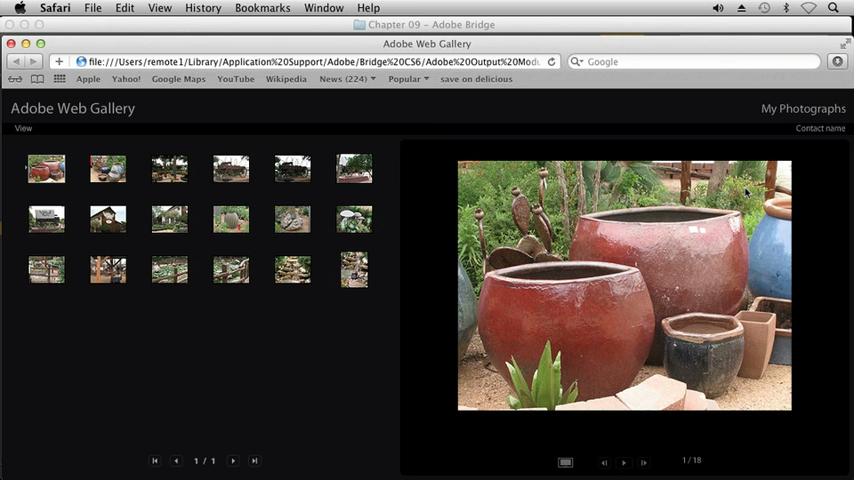 Safari File Edit View History Bookmarks Window Help
Chapter 09 – Adobe Bridge
Adobe Web Gallery
file:///Users/remote1/Library/Application%20Support/Adobe/Bridge%20CS6/Adobe%20Output%20Modu
Google
Apple Yahoo! Google Maps YouTube Wikipedia News (224) Popular save on delicious
Adobe Web Gallery
My Photographs
View
Contact name
1 / 1
1 / 18